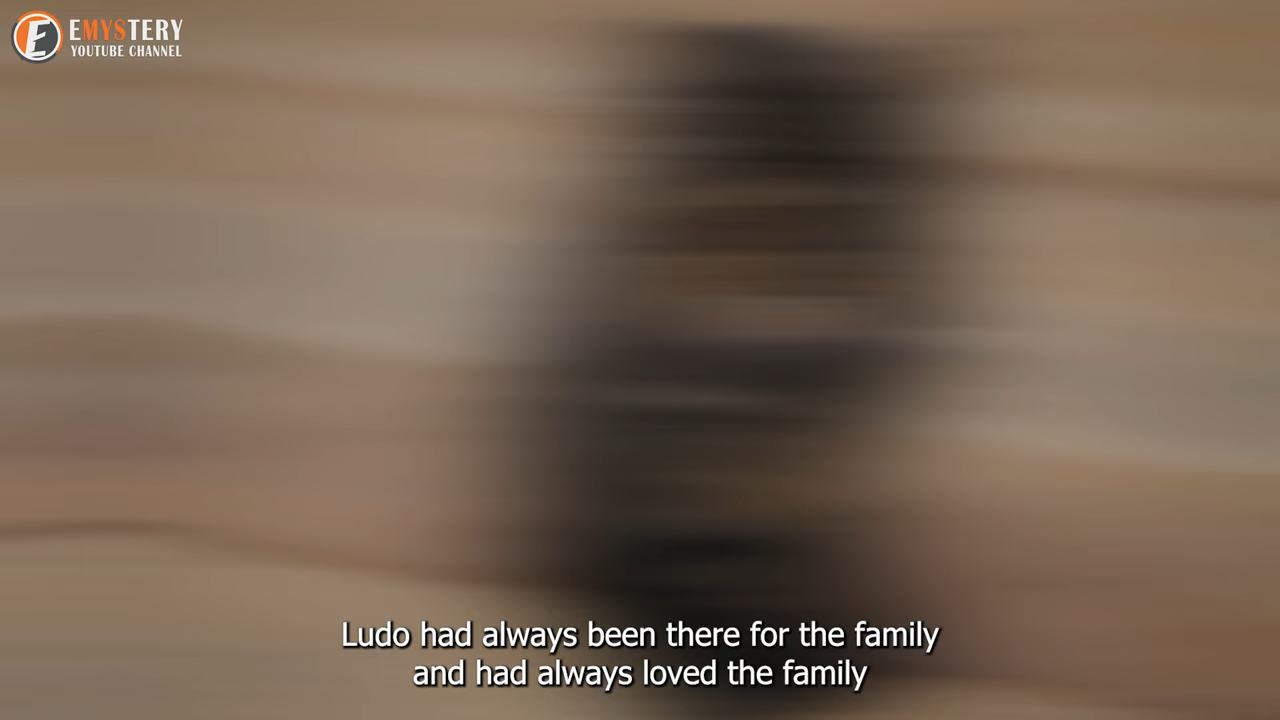 EMYSTERY
YOUTUBE CHANNEL
Ludo had always been there for the family
and had always loved the family